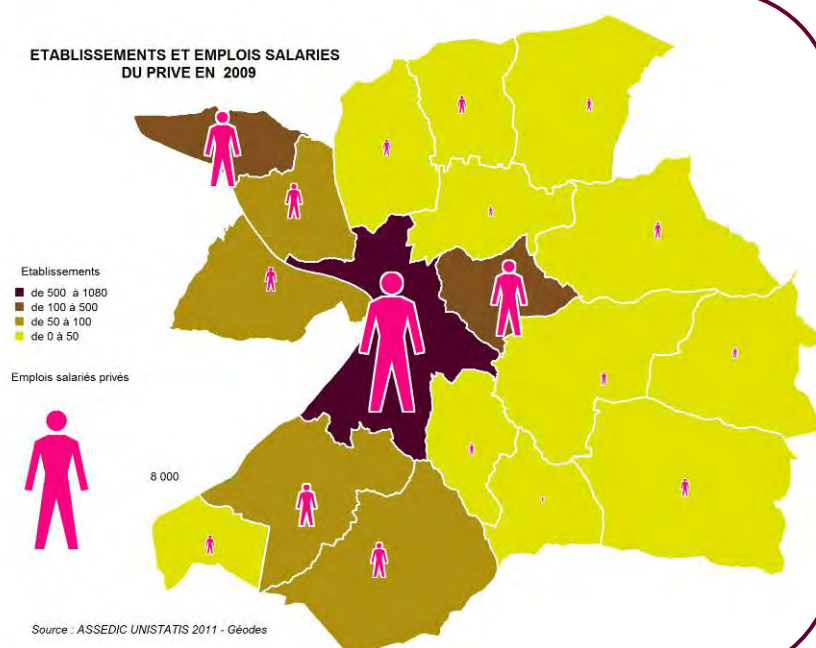 ETABLISSEMENTS ET EMPLOIS SALARIES
DU PRIVE EN 2009
Etablissements
de 500 à 1080
de 100 à 500
de 50 à 100
de 0 à 50
Emplois salariés privés
8 000
Source : ASSEDIC UNISTATIS 2011 - Géodes